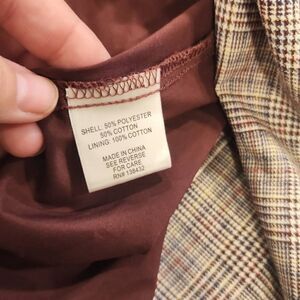 SHELL: 50% POLYESTER
50% COTTON
LINING: 100% COTTON
MADE IN CHINA
SEE REVERSE
FOR CARE
RN# 138432